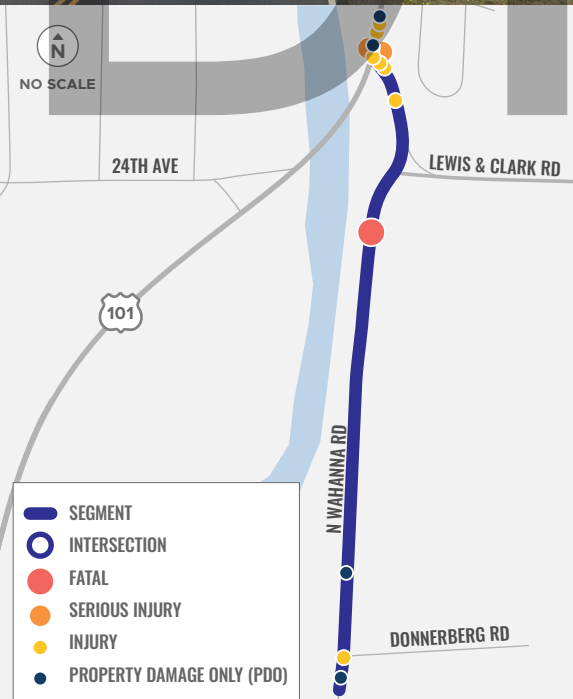 N
NO SCALE
24TH AVE
LEWIS & CLARK RD
101
N WAHANNA RD
SEGMENT
INTERSECTION
FATAL
SERIOUS INJURY
INJURY
PROPERTY DAMAGE ONLY (PDO)
DONNERBERG RD